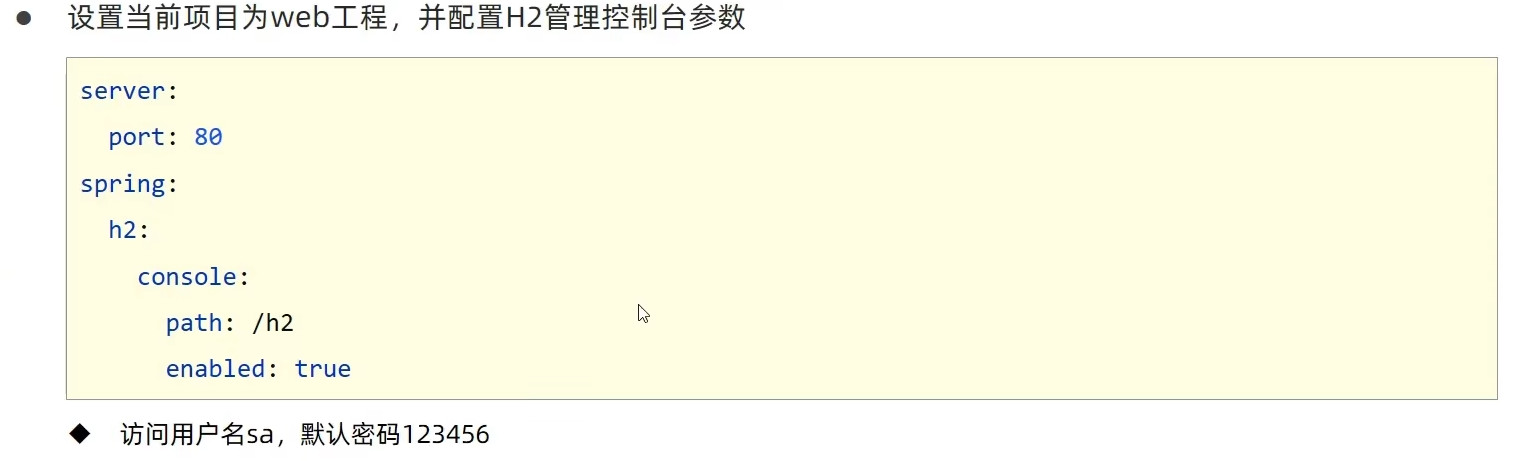 ● 设置当前项目为web工程，并配置H2管理控制台参数
server:
  port: 80
spring:
  h2:
    console:
      path: /h2
      enabled: true
◆ 访问用户名sa，默认密码123456